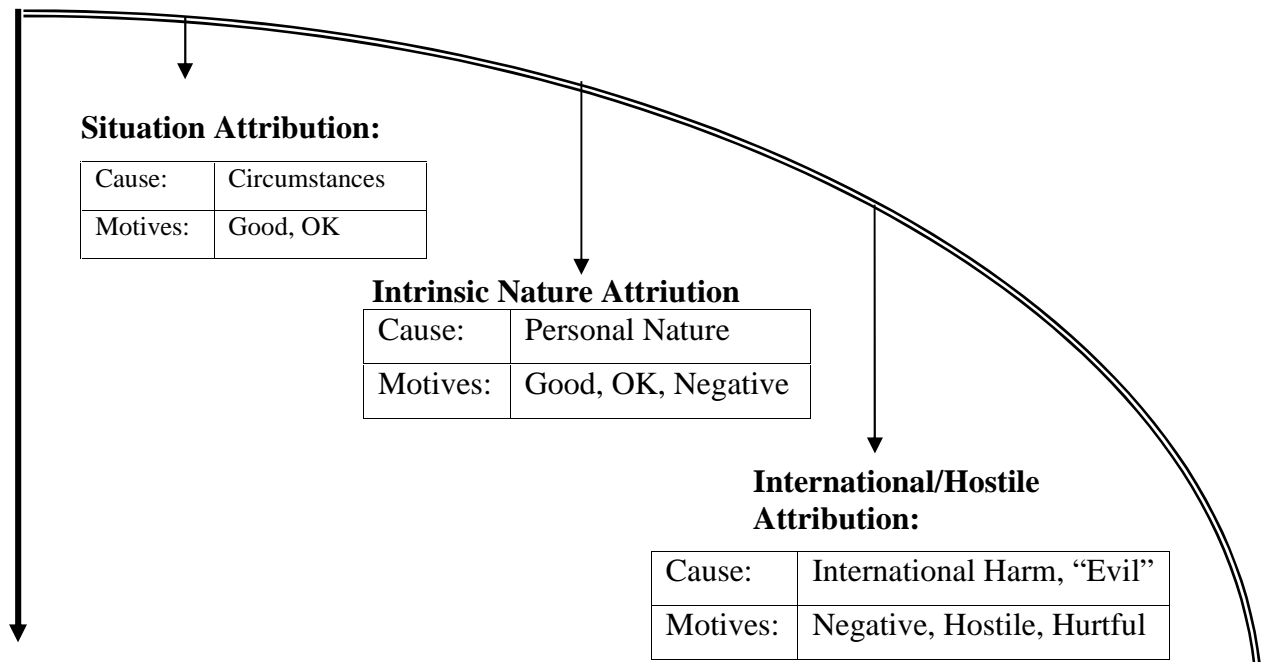 Situation Attribution:
Cause: Circumstances
Motives: Good, OK
Intrinsic Nature Attriution
Cause: Personal Nature
Motives: Good, OK, Negative
International/Hostile
Attribution:
Cause: International Harm, “Evil”
Motives: Negative, Hostile, Hurtful